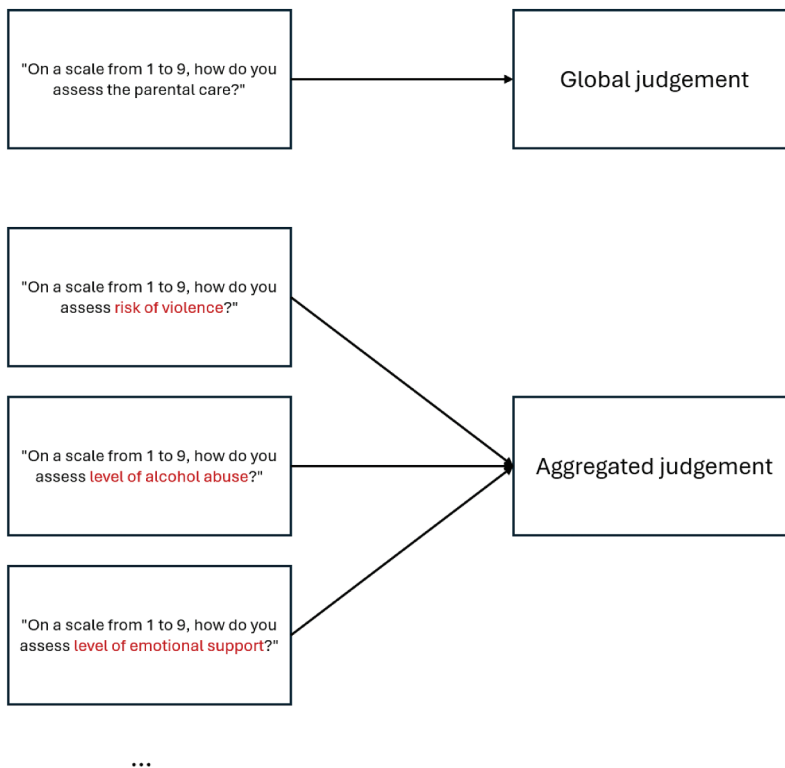 "On a scale from 1 to 9, how do you
assess the parental care?"
Global judgement
"On a scale from 1 to 9, how do you
assess risk of violence?"
"On a scale from 1 to 9, how do you
assess level of alcohol abuse?"
Aggregated judgement
"On a scale from 1 to 9, how do you
assess level of emotional support?"
...